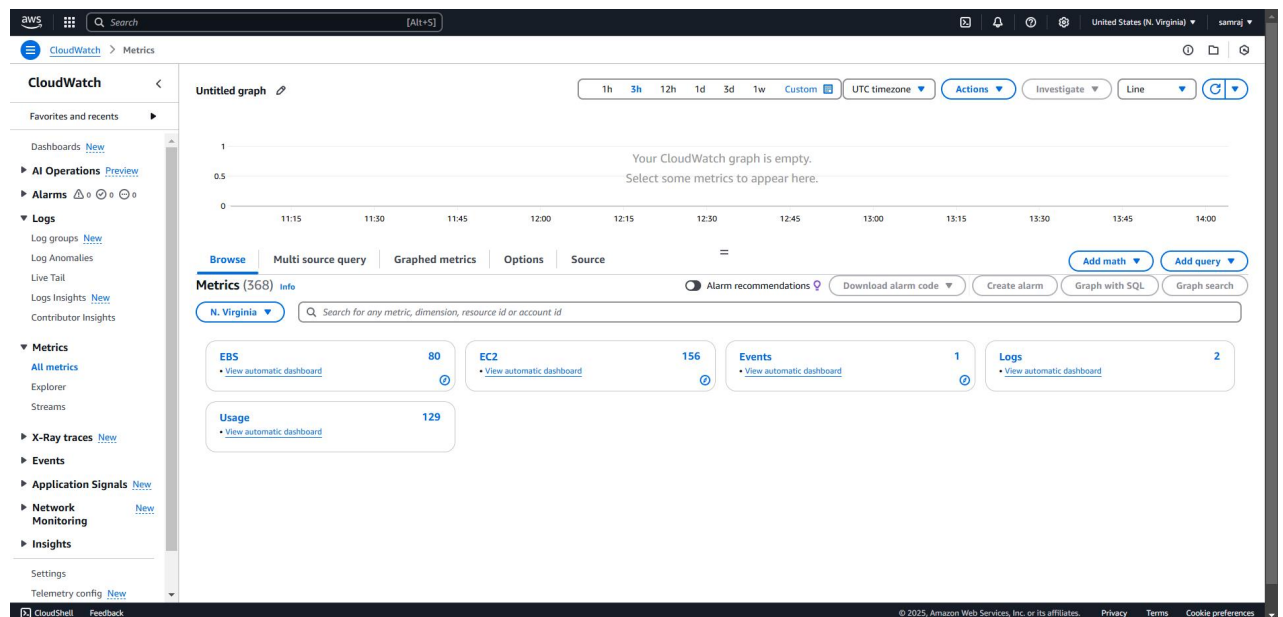 aws
Search [Alt+S]
United States (N. Virginia) samraj
CloudWatch > Metrics
CloudWatch
Favorites and recents
Dashboards New
AI Operations Preview
Alarms 0 0 0
Logs
Log groups New
Log Anomalies
Live Tail
Logs Insights New
Contributor Insights
Metrics
All metrics
Explorer
Streams
X-Ray traces New
Events
Application Signals New
Network Monitoring New
Insights
Settings
Telemetry config New
Untitled graph
1h 3h 12h 1d 3d 1w Custom UTC timezone Actions Investigate Line
1
0.5
0
Your CloudWatch graph is empty.
Select some metrics to appear here.
11:15 11:30 11:45 12:00 12:15 12:30 12:45 13:00 13:15 13:30 13:45 14:00
Browse Multi source query Graphed metrics Options Source Add math Add query
Metrics (368) Info Alarm recommendations Download alarm code Create alarm Graph with SQL Graph search
N. Virginia Search for any metric, dimension, resource id or account id
EBS 80
• View automatic dashboard
EC2 156
• View automatic dashboard
Events 1
• View automatic dashboard
Logs 2
• View automatic dashboard
Usage 129
• View automatic dashboard
CloudShell Feedback © 2025, Amazon Web Services, Inc. or its affiliates. Privacy Terms Cookie preferences